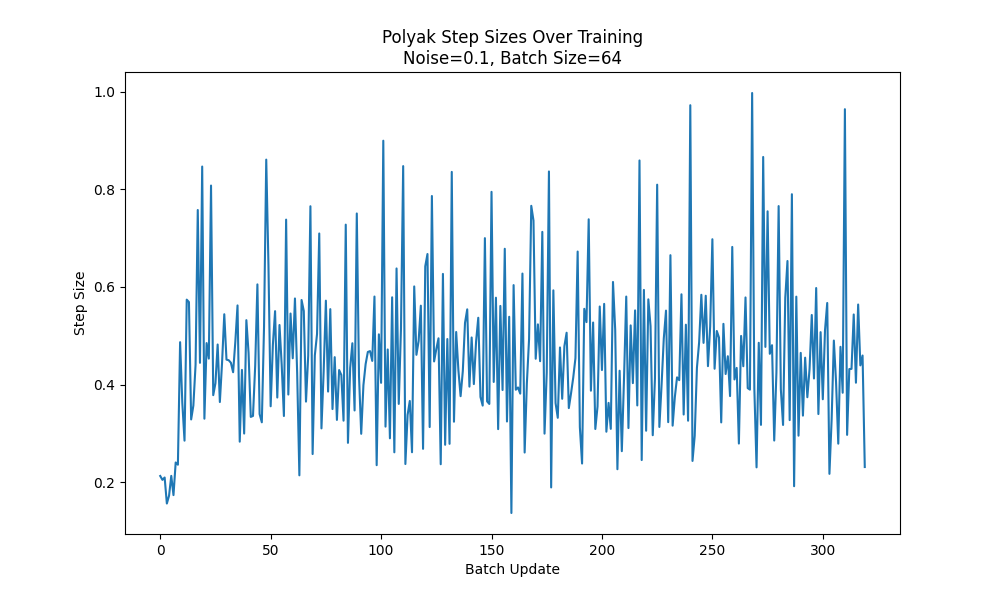 Polyak Step Sizes Over Training
Noise=0.1, Batch Size=64
1.0
0.8
0.6
0.4
0.2
Step Size
0 50 100 150 200 250 300
Batch Update